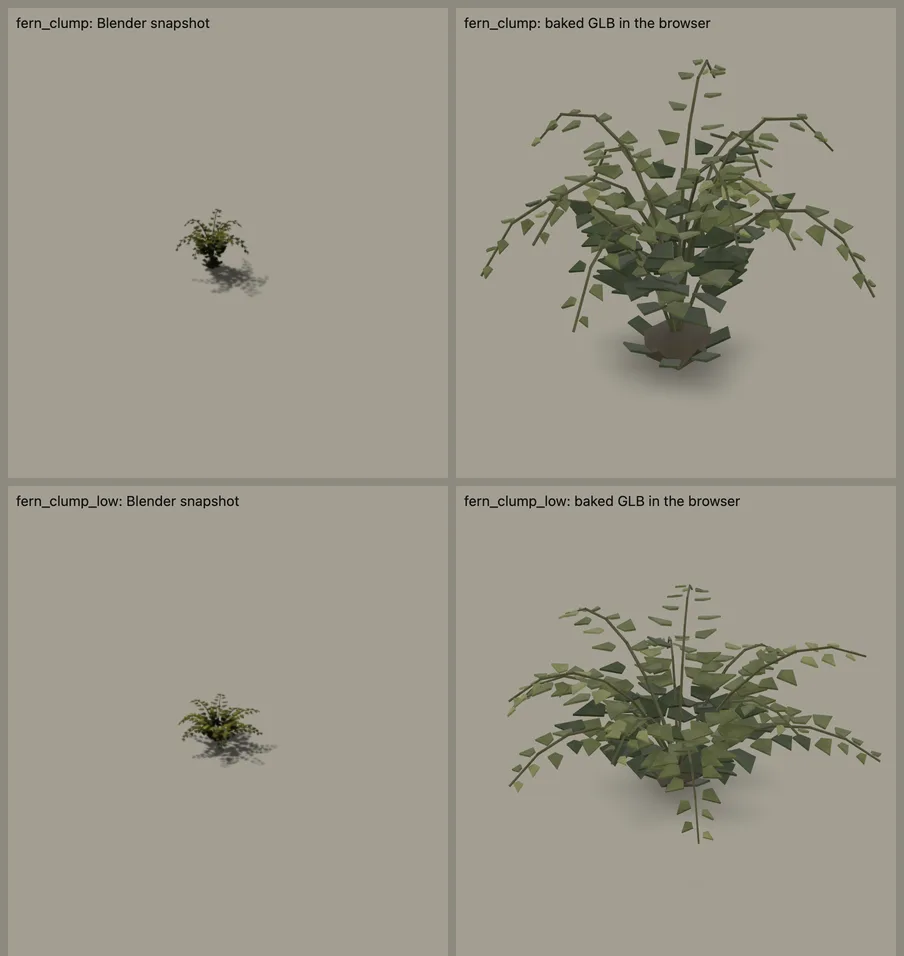 fern_clump: Blender snapshot
fern_clump: baked GLB in the browser
fern_clump_low: Blender snapshot
fern_clump_low: baked GLB in the browser